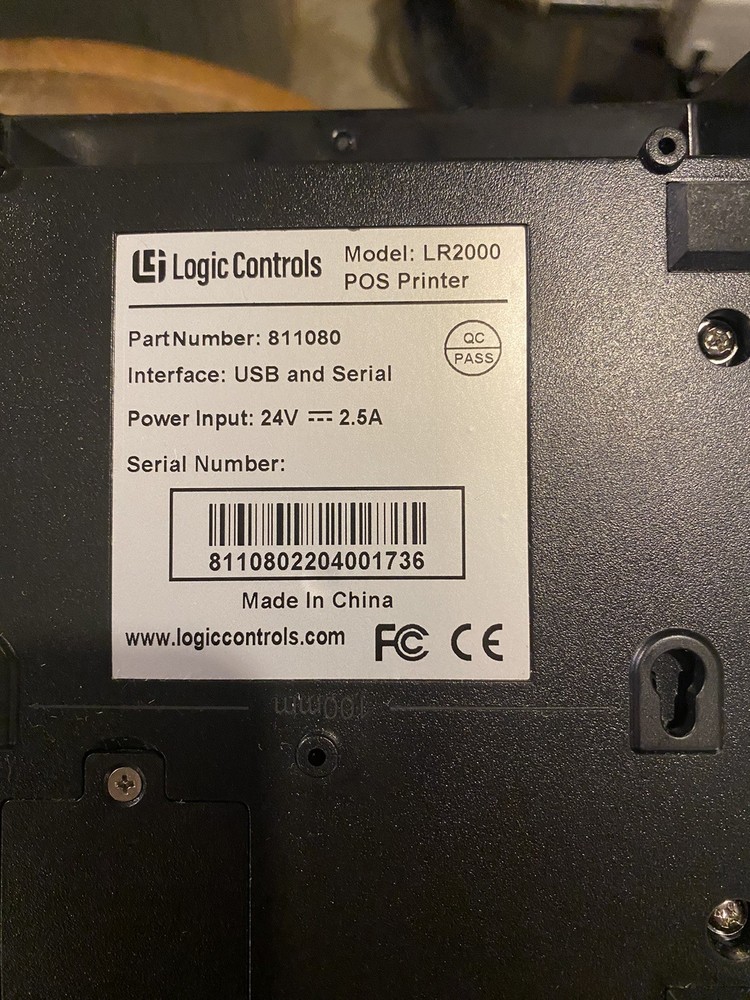 Logic Controls
Model: LR2000
POS Printer
PartNumber: 811080
QC
PASS
Interface: USB and Serial
Power Input: 24V ⎓ 2.5A
Serial Number:
8110802204001736
Made In China
www.logiccontrols.com
FC CE
100mm